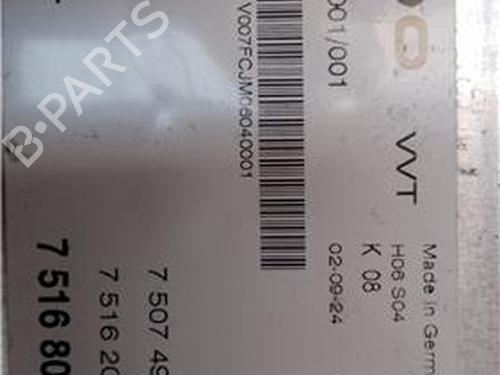 Made in Germ
H06 S04
VVT K 08
001/001 02-09-24
V007FCJM06040001
7 507 49
7 516 20
7 516 80
B-PARTS